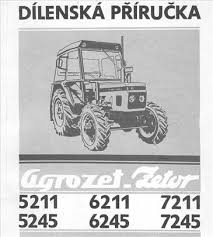 DÍLENSKÁ PŘÍRUČKA
Agrozet-Zetor
5211 6211 7211
5245 6245 7245